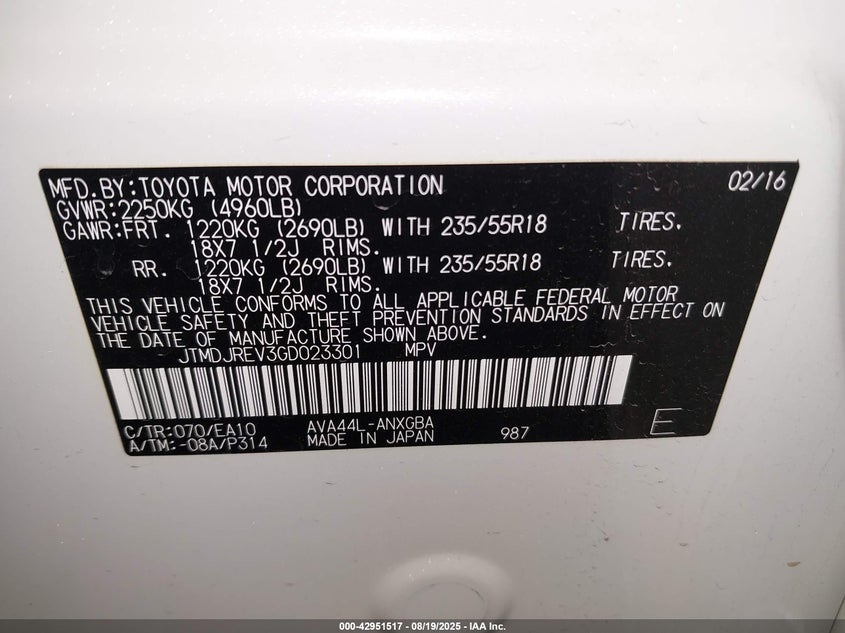 MFD.BY:TOYOTA MOTOR CORPORATION 02/16
GVWR:2250KG (4960LB)
GAWR:FRT. 1220KG (2690LB) WITH 235/55R18 TIRES.
18X7 1/2J RIMS.
RR. 1220KG (2690LB) WITH 235/55R18 TIRES.
18X7 1/2J RIMS.
THIS VEHICLE CONFORMS TO ALL APPLICABLE FEDERAL MOTOR
VEHICLE SAFETY AND THEFT PREVENTION STANDARDS IN EFFECT ON
THE DATE OF MANUFACTURE SHOWN ABOVE.
JTMDJREV3GD023301 MPV
C/TR:070/EA10 AVA44L-ANXGBA
A/TM:-08A/P314 MADE IN JAPAN 987 E
000-42951517 - 08/19/2025 - IAA Inc.